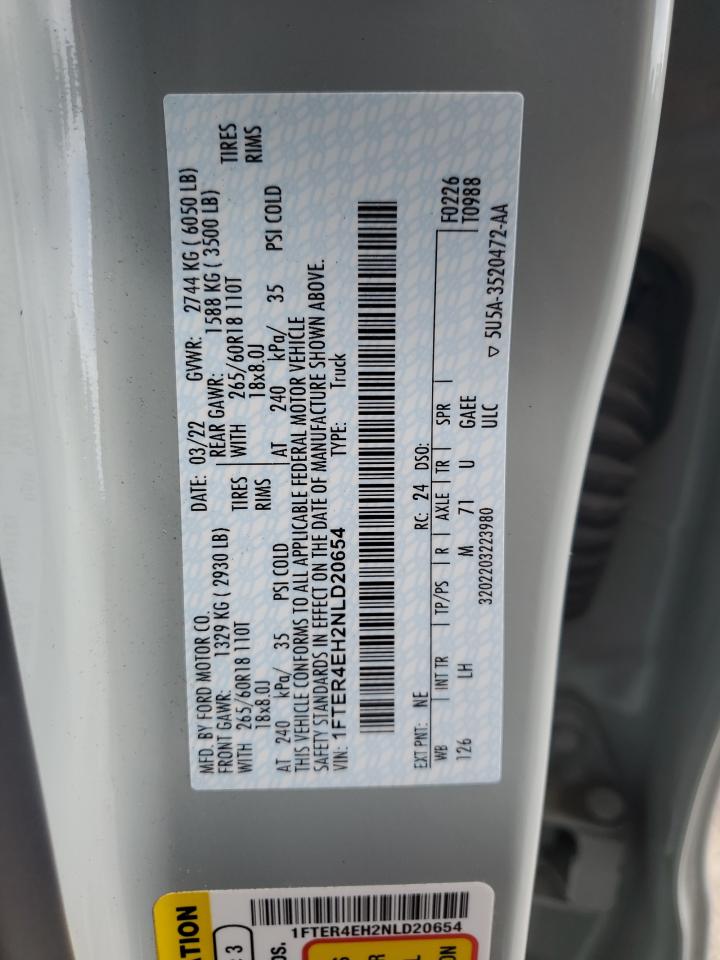 MFD. BY FORD MOTOR CO. DATE: 03/22 GVWR: 2744 KG ( 6050 LB)
FRONT GAWR: 1329 KG ( 2930 LB) REAR GAWR: 1588 KG ( 3500 LB)
WITH 265/60R18 110T TIRES WITH 265/60R18 110T TIRES
18x8.0J RIMS 18x8.0J RIMS
AT 240 kPa/ 35 PSI COLD AT 240 kPa/ 35 PSI COLD
THIS VEHICLE CONFORMS TO ALL APPLICABLE FEDERAL MOTOR VEHICLE
SAFETY STANDARDS IN EFFECT ON THE DATE OF MANUFACTURE SHOWN ABOVE.
VIN: 1FTER4EH2NLD20654 TYPE: Truck
EXT PNT: NE RC: 24 DSO: F0226
WB INT TR TP/PS R AXLE TR SPR T0988
126 LH M 71 U GAEE
3202203223980 ULC
▽ 5U5A-3520472-AA
1FTER4EH2NLD20654